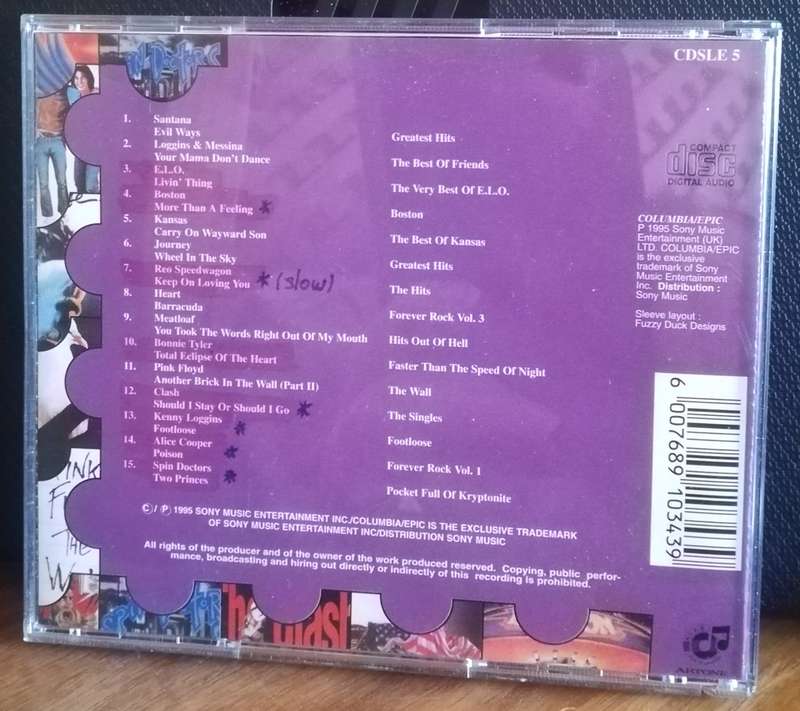 CDSLE 5
1. Santana
Evil Ways Greatest Hits
2. Loggins & Messina
Your Mama Don't Dance The Best Of Friends
3. E.L.O.
Livin' Thing The Very Best Of E.L.O.
4. Boston
More Than A Feeling * Boston
5. Kansas
Carry On Wayward Son The Best Of Kansas
6. Journey
Wheel In The Sky Greatest Hits
7. Reo Speedwagon
Keep On Loving You * (slow) The Hits
8. Heart
Barracuda Forever Rock Vol. 3
9. Meatloaf
You Took The Words Right Out Of My Mouth Hits Out Of Hell
10. Bonnie Tyler
Total Eclipse Of The Heart Faster Than The Speed Of Night
11. Pink Floyd
Another Brick In The Wall (Part II) The Wall
12. Clash
Should I Stay Or Should I Go * The Singles
13. Kenny Loggins
Footloose * Footloose
14. Alice Cooper
Poison * Forever Rock Vol. 1
15. Spin Doctors
Two Princes * Pocket Full Of Kryptonite
COMPACT
disc
DIGITAL AUDIO
COLUMBIA/EPIC
P 1995 Sony Music
Entertainment (UK)
LTD. COLUMBIA/EPIC
is the exclusive
trademark of Sony
Music Entertainment
Inc. Distribution :
Sony Music
Sleeve layout :
Fuzzy Duck Designs
6 007689 103439
©/℗ 1995 SONY MUSIC ENTERTAINMENT INC./COLUMBIA/EPIC IS THE EXCLUSIVE TRADEMARK
OF SONY MUSIC ENTERTAINMENT INC/DISTRIBUTION SONY MUSIC
All rights of the producer and of the owner of the work produced reserved. Copying, public perfor-
mance, broadcasting and hiring out directly or indirectly of this recording is prohibited.
THE
ARTONE